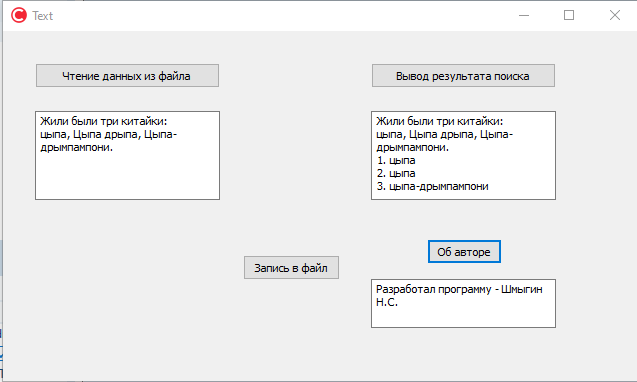 Text
Чтение данных из файла
Вывод результата поиска
Жили были три китайки:
цыпа, Цыпа дрыпа, Цыпа-
дрымпампони.
Жили были три китайки:
цыпа, Цыпа дрыпа, Цыпа-
дрымпампони.
1. цыпа
2. цыпа
3. цыпа-дрымпампони
Запись в файл
Об авторе
Разработал программу - Шмыгин
Н.С.